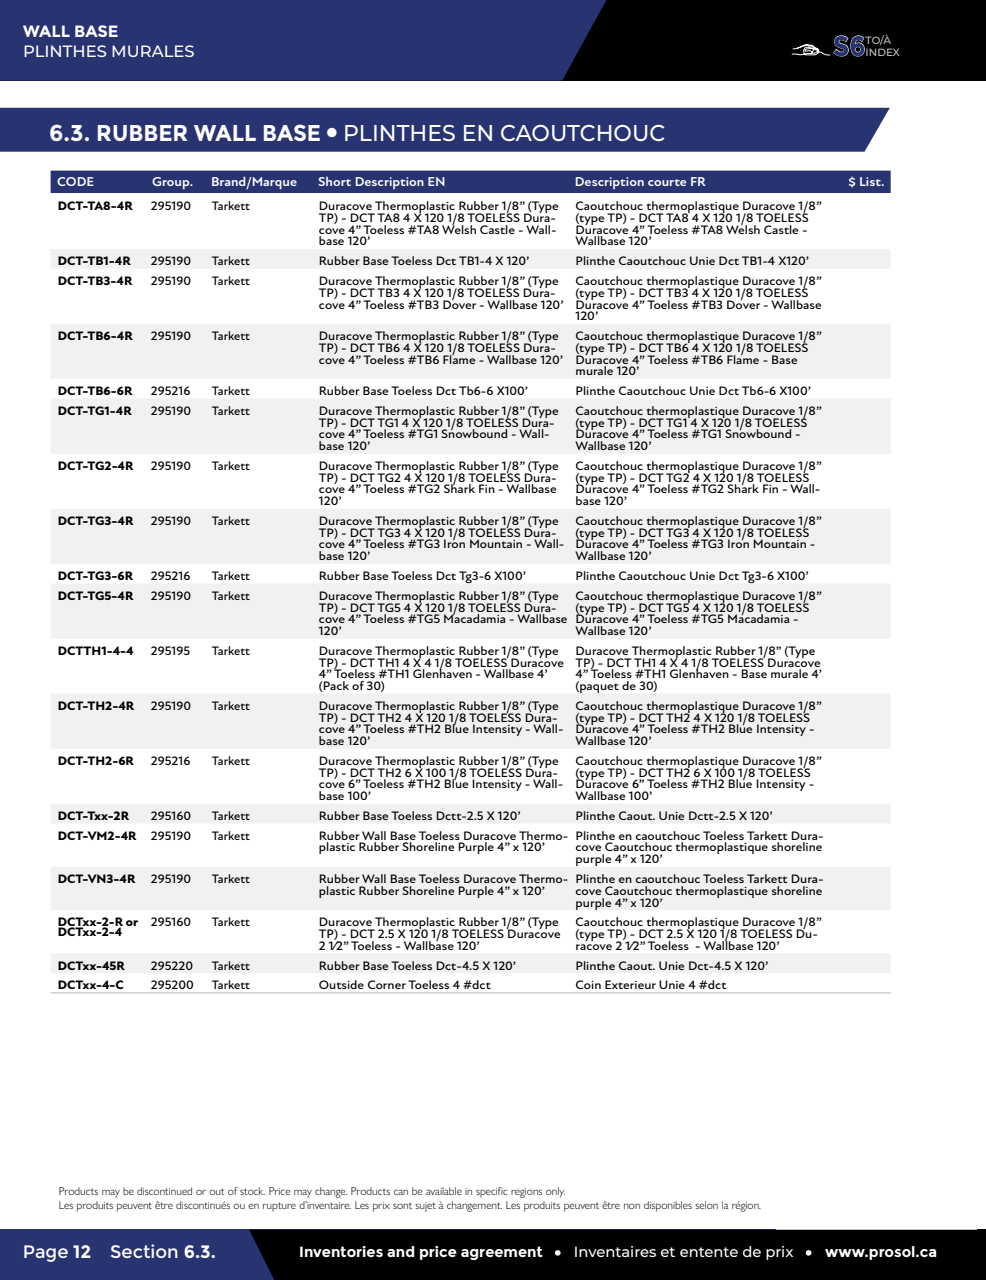 WALL BASE
PLINTHES MURALES
S6 TO/À
INDEX
6.3. RUBBER WALL BASE • PLINTHES EN CAOUTCHOUC
CODE Group. Brand/Marque Short Description EN Description courte FR $ List.
DCT-TA8-4R 295190 Tarkett Duracove Thermoplastic Rubber 1/8” (Type Caoutchouc thermoplastique Duracove 1/8”
TP) - DCT TA8 4 X 120 1/8 TOELESS Dura- (type TP) - DCT TA8 4 X 120 1/8 TOELESS
cove 4” Toeless #TA8 Welsh Castle - Wall- Duracove 4” Toeless #TA8 Welsh Castle -
base 120’ Wallbase 120’
DCT-TB1-4R 295190 Tarkett Rubber Base Toeless Dct TB1-4 X 120’ Plinthe Caoutchouc Unie Dct TB1-4 X120’
DCT-TB3-4R 295190 Tarkett Duracove Thermoplastic Rubber 1/8” (Type Caoutchouc thermoplastique Duracove 1/8”
TP) - DCT TB3 4 X 120 1/8 TOELESS Dura- (type TP) - DCT TB3 4 X 120 1/8 TOELESS
cove 4” Toeless #TB3 Dover - Wallbase 120’ Duracove 4” Toeless #TB3 Dover - Wallbase
120’
DCT-TB6-4R 295190 Tarkett Duracove Thermoplastic Rubber 1/8” (Type Caoutchouc thermoplastique Duracove 1/8”
TP) - DCT TB6 4 X 120 1/8 TOELESS Dura- (type TP) - DCT TB6 4 X 120 1/8 TOELESS
cove 4” Toeless #TB6 Flame - Wallbase 120’ Duracove 4” Toeless #TB6 Flame - Base
murale 120’
DCT-TB6-6R 295216 Tarkett Rubber Base Toeless Dct Tb6-6 X100’ Plinthe Caoutchouc Unie Dct Tb6-6 X100’
DCT-TG1-4R 295190 Tarkett Duracove Thermoplastic Rubber 1/8” (Type Caoutchouc thermoplastique Duracove 1/8”
TP) - DCT TG1 4 X 120 1/8 TOELESS Dura- (type TP) - DCT TG1 4 X 120 1/8 TOELESS
cove 4” Toeless #TG1 Snowbound - Wall- Duracove 4” Toeless #TG1 Snowbound -
base 120’ Wallbase 120’
DCT-TG2-4R 295190 Tarkett Duracove Thermoplastic Rubber 1/8” (Type Caoutchouc thermoplastique Duracove 1/8”
TP) - DCT TG2 4 X 120 1/8 TOELESS Dura- (type TP) - DCT TG2 4 X 120 1/8 TOELESS
cove 4” Toeless #TG2 Shark Fin - Wallbase Duracove 4” Toeless #TG2 Shark Fin - Wall-
120’ base 120’
DCT-TG3-4R 295190 Tarkett Duracove Thermoplastic Rubber 1/8” (Type Caoutchouc thermoplastique Duracove 1/8”
TP) - DCT TG3 4 X 120 1/8 TOELESS Dura- (type TP) - DCT TG3 4 X 120 1/8 TOELESS
cove 4” Toeless #TG3 Iron Mountain - Wall- Duracove 4” Toeless #TG3 Iron Mountain -
base 120’ Wallbase 120’
DCT-TG3-6R 295216 Tarkett Rubber Base Toeless Dct Tg3-6 X100’ Plinthe Caoutchouc Unie Dct Tg3-6 X100’
DCT-TG5-4R 295190 Tarkett Duracove Thermoplastic Rubber 1/8” (Type Caoutchouc thermoplastique Duracove 1/8”
TP) - DCT TG5 4 X 120 1/8 TOELESS Dura- (type TP) - DCT TG5 4 X 120 1/8 TOELESS
cove 4” Toeless #TG5 Macadamia - Wallbase Duracove 4” Toeless #TG5 Macadamia -
120’ Wallbase 120’
DCTTH1-4-4 295195 Tarkett Duracove Thermoplastic Rubber 1/8” (Type Duracove Thermoplastic Rubber 1/8” (Type
TP) - DCT TH1 4 X 4 1/8 TOELESS Duracove TP) - DCT TH1 4 X 4 1/8 TOELESS Duracove
4” Toeless #TH1 Glenhaven - Wallbase 4’ 4” Toeless #TH1 Glenhaven - Base murale 4’
(Pack of 30) (paquet de 30)
DCT-TH2-4R 295190 Tarkett Duracove Thermoplastic Rubber 1/8” (Type Caoutchouc thermoplastique Duracove 1/8”
TP) - DCT TH2 4 X 120 1/8 TOELESS Dura- (type TP) - DCT TH2 4 X 120 1/8 TOELESS
cove 4” Toeless #TH2 Blue Intensity - Wall- Duracove 4” Toeless #TH2 Blue Intensity -
base 120’ Wallbase 120’
DCT-TH2-6R 295216 Tarkett Duracove Thermoplastic Rubber 1/8” (Type Caoutchouc thermoplastique Duracove 1/8”
TP) - DCT TH2 6 X 100 1/8 TOELESS Dura- (type TP) - DCT TH2 6 X 100 1/8 TOELESS
cove 6” Toeless #TH2 Blue Intensity - Wall- Duracove 6” Toeless #TH2 Blue Intensity -
base 100’ Wallbase 100’
DCT-Txx-2R 295160 Tarkett Rubber Base Toeless Dctt-2.5 X 120’ Plinthe Caout. Unie Dctt-2.5 X 120’
DCT-VM2-4R 295190 Tarkett Rubber Wall Base Toeless Duracove Thermo- Plinthe en caoutchouc Toeless Tarkett Dura-
plastic Rubber Shoreline Purple 4” x 120’ cove Caoutchouc thermoplastique shoreline
purple 4” x 120’
DCT-VN3-4R 295190 Tarkett Rubber Wall Base Toeless Duracove Thermo- Plinthe en caoutchouc Toeless Tarkett Dura-
plastic Rubber Shoreline Purple 4” x 120’ cove Caoutchouc thermoplastique shoreline
purple 4” x 120’
DCTxx-2-R or 295160 Tarkett Duracove Thermoplastic Rubber 1/8” (Type Caoutchouc thermoplastique Duracove 1/8”
DCTxx-2-4 TP) - DCT 2.5 X 120 1/8 TOELESS Duracove (type TP) - DCT 2.5 X 120 1/8 TOELESS Du-
2 1/2” Toeless - Wallbase 120’ racove 2 1/2” Toeless - Wallbase 120’
DCTxx-45R 295220 Tarkett Rubber Base Toeless Dct-4.5 X 120’ Plinthe Caout. Unie Dct-4.5 X 120’
DCTxx-4-C 295200 Tarkett Outside Corner Toeless 4 #dct Coin Exterieur Unie 4 #dct
Products may be discontinued or out of stock. Price may change. Products can be available in specific regions only.
Les produits peuvent être discontinués ou en rupture d’inventaire. Les prix sont sujet à changement. Les produits peuvent être non disponibles selon la région.
Page 12 Section 6.3. Inventories and price agreement • Inventaires et entente de prix • www.prosol.ca